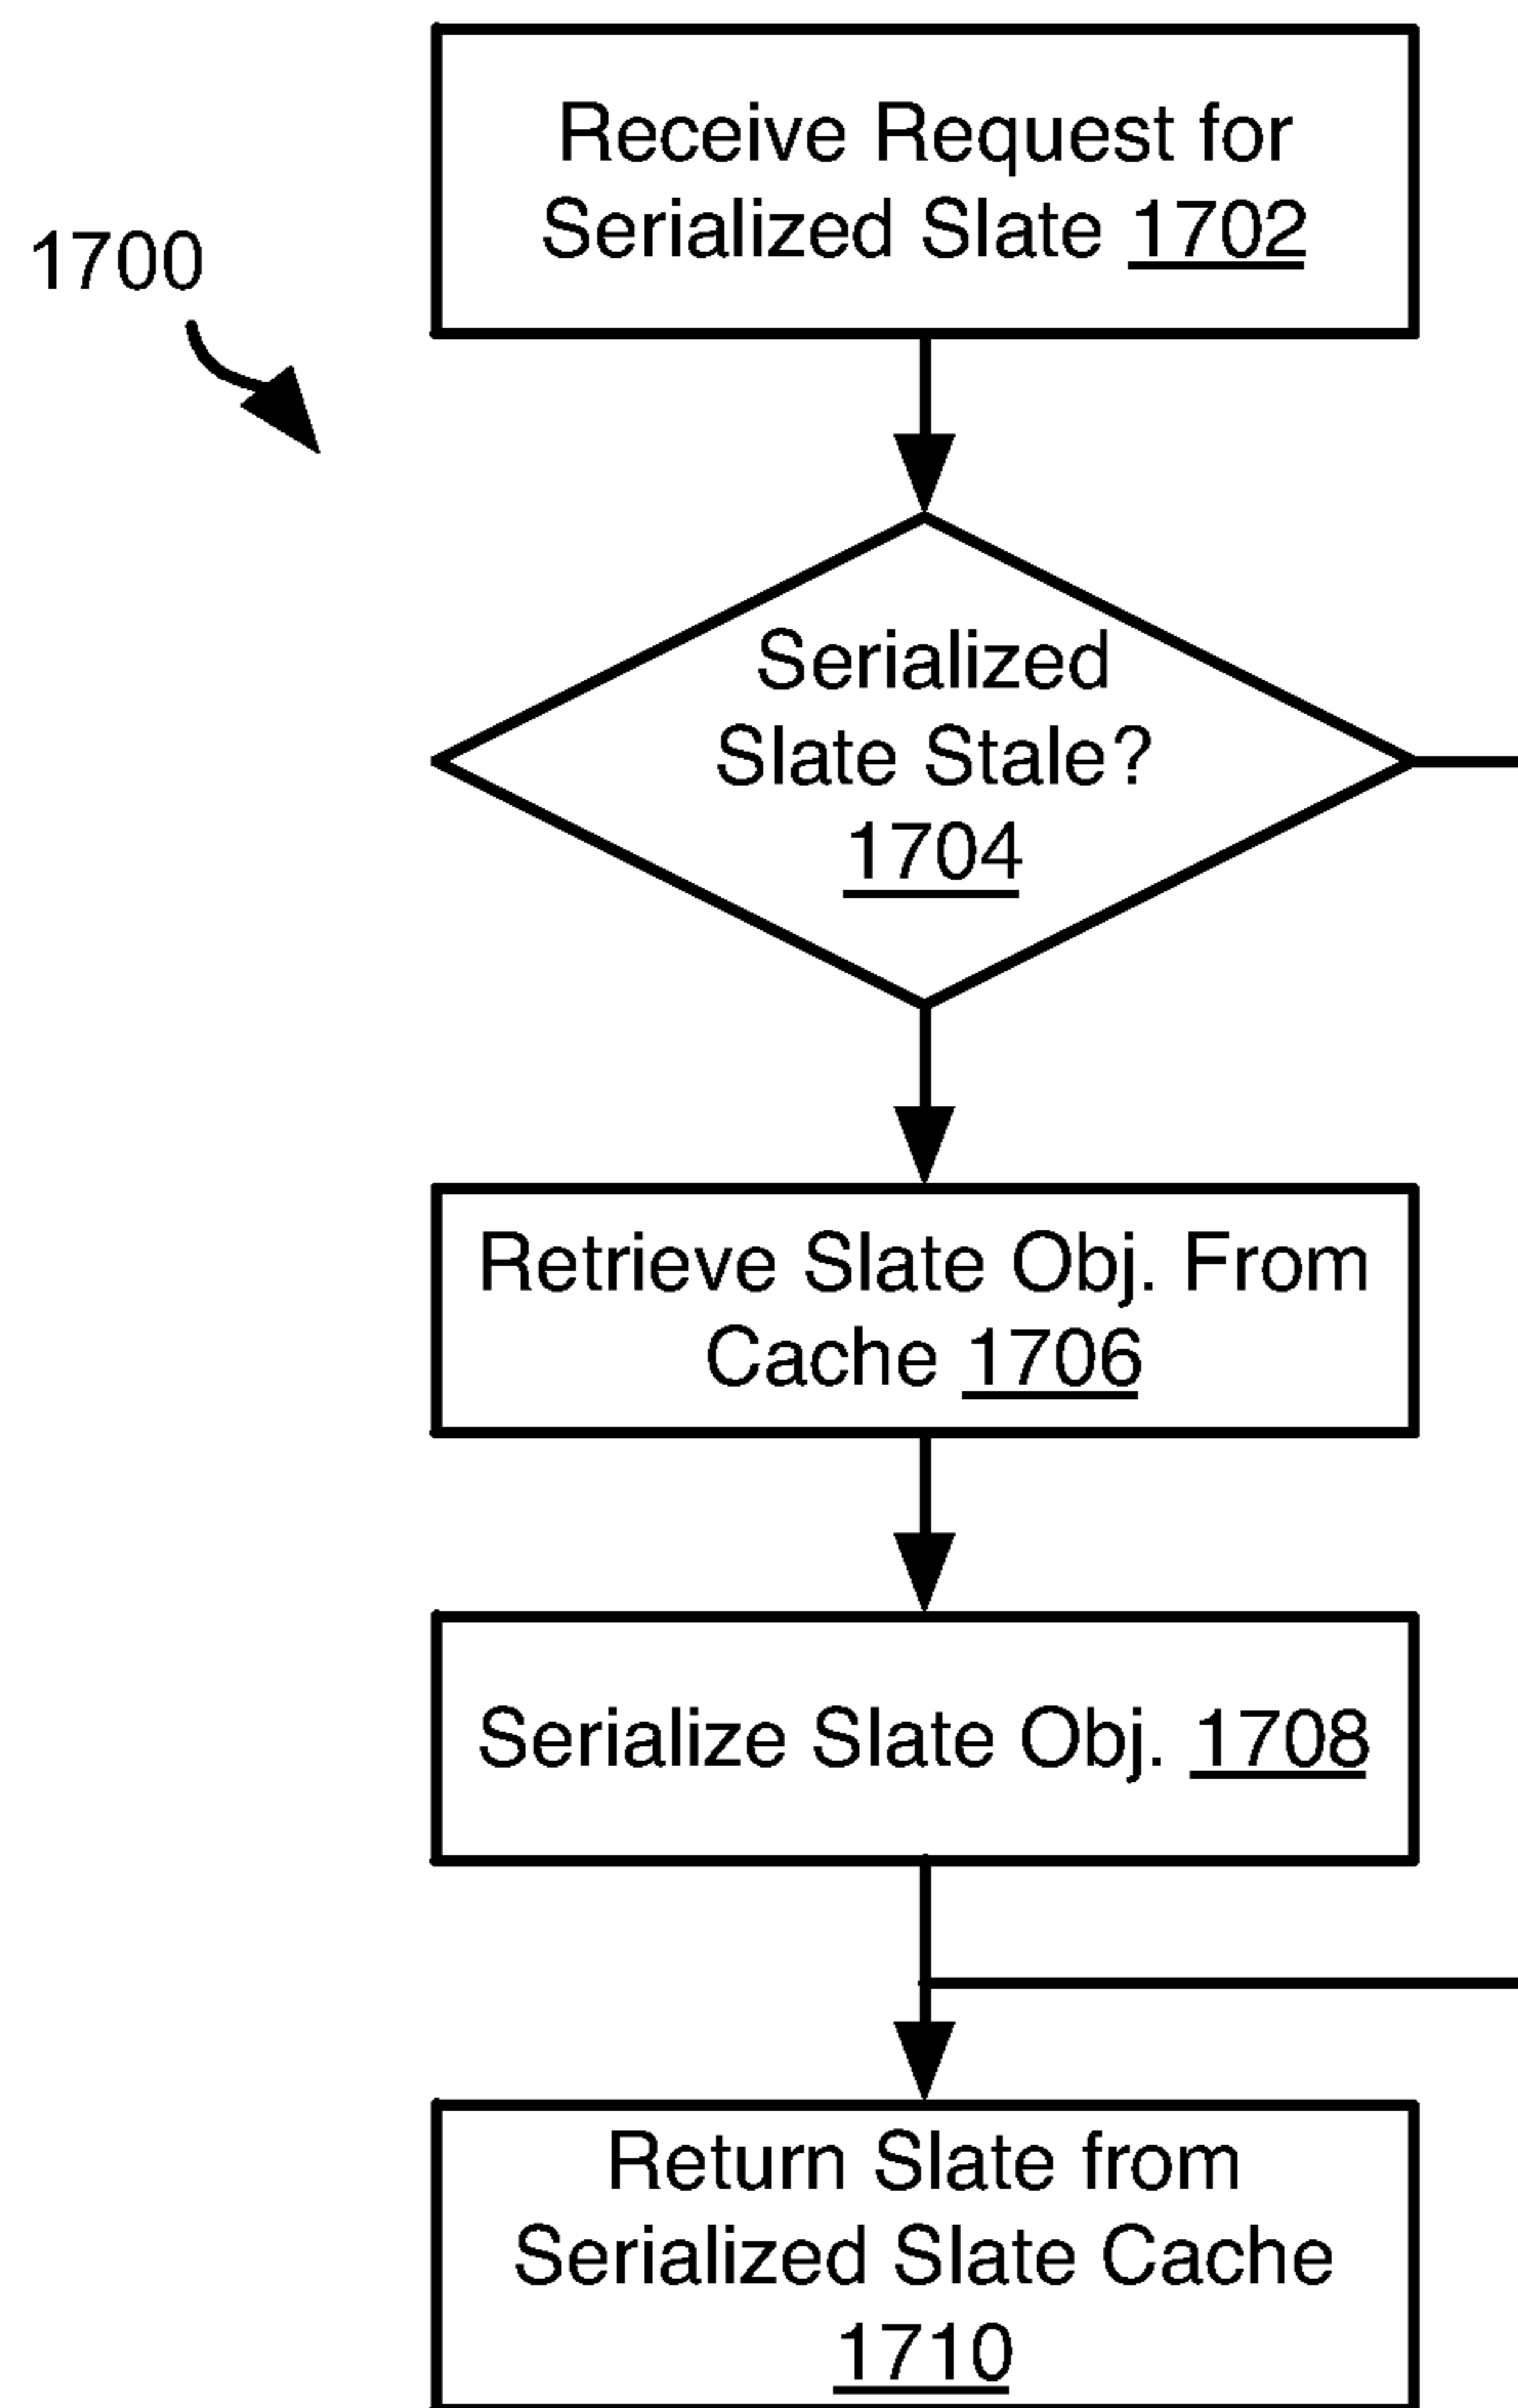 Receive Request for
Serialized Slate 1702
1700
Serialized
Slate Stale?
1704
Retrieve Slate Obj. From
Cache 1706
Serialize Slate Obj. 1708
Return Slate from
Serialized Slate Cache
1710